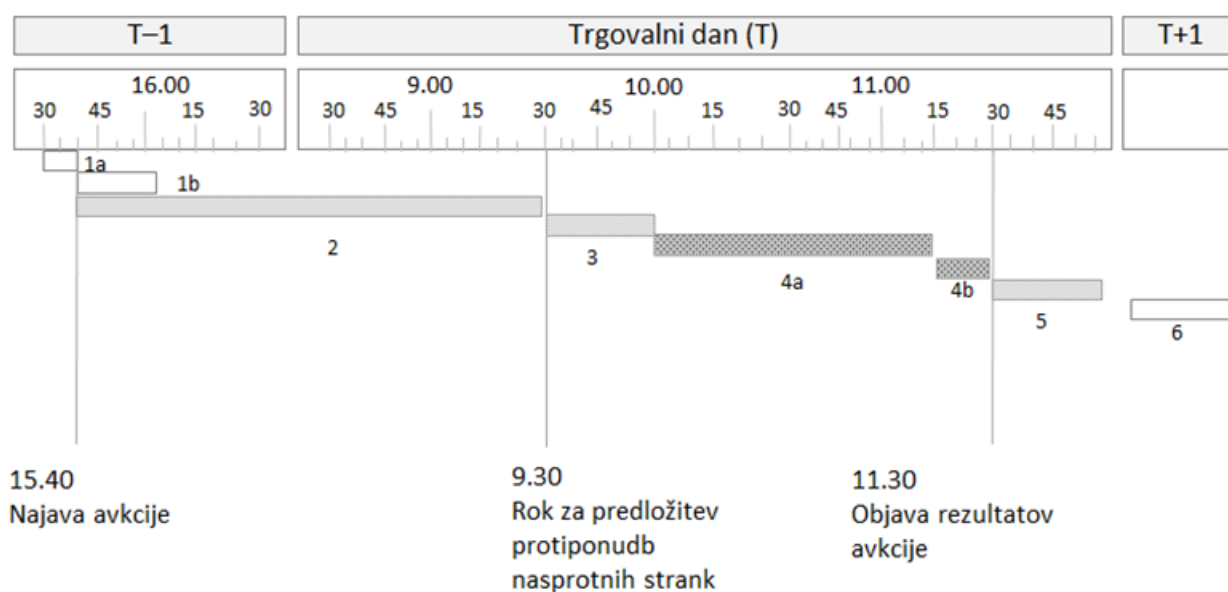 T–1 Trgovalni dan (T) T+1
16.00 9.00 10.00 11.00
30 45 15 30 30 45 15 30 45 15 30 45 15 30 45
1a
1b
2
3
4a
4b
5
6
15.40
Najava avkcije
9.30
Rok za predložitev
protiponudb
nasprotnih strank
11.30
Objava rezultatov
avkcije